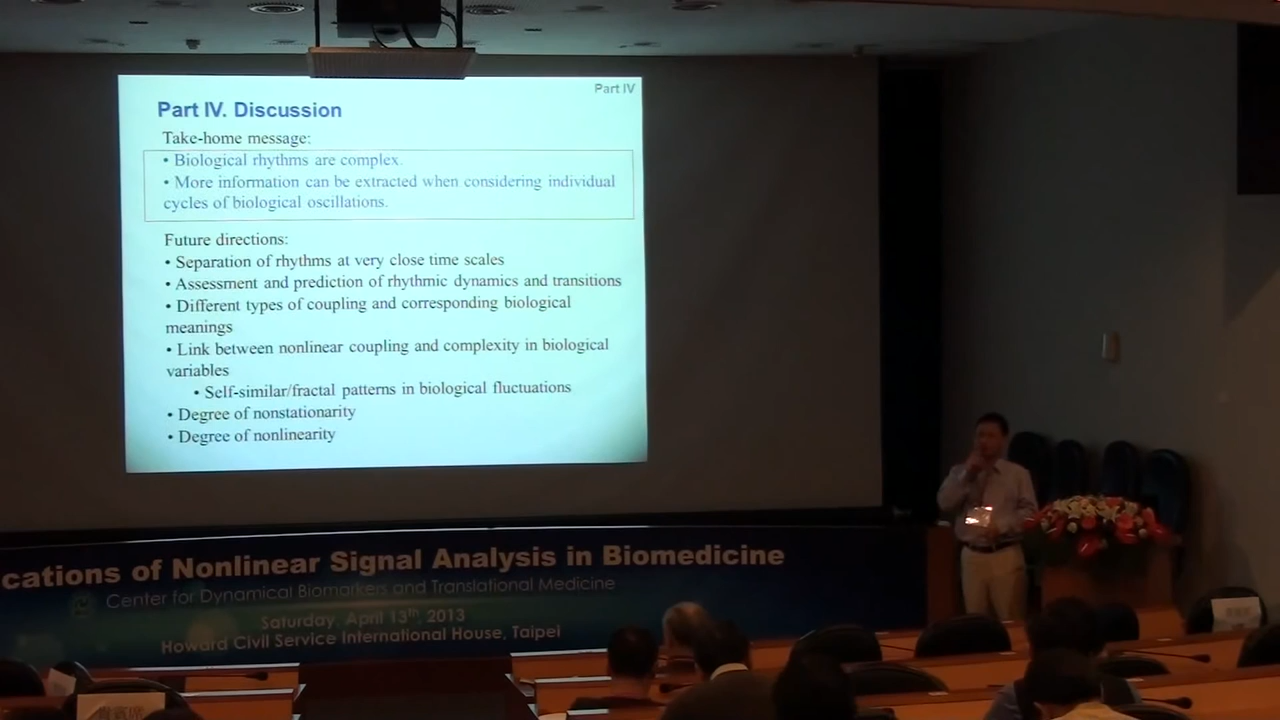 Part IV
Part IV. Discussion
Take-home message:
• Biological rhythms are complex.
• More information can be extracted when considering individual
cycles of biological oscillations.
Future directions:
• Separation of rhythms at very close time scales
• Assessment and prediction of rhythmic dynamics and transitions
• Different types of coupling and corresponding biological
meanings
• Link between nonlinear coupling and complexity in biological
variables
• Self-similar/fractal patterns in biological fluctuations
• Degree of nonstationarity
• Degree of nonlinearity
cations of Nonlinear Signal Analysis in Biomedicine
Center for Dynamical Biomarkers and Translational Medicine
Saturday, April 13th, 2013
Howard Civil Service International House, Taipei
貴賓席